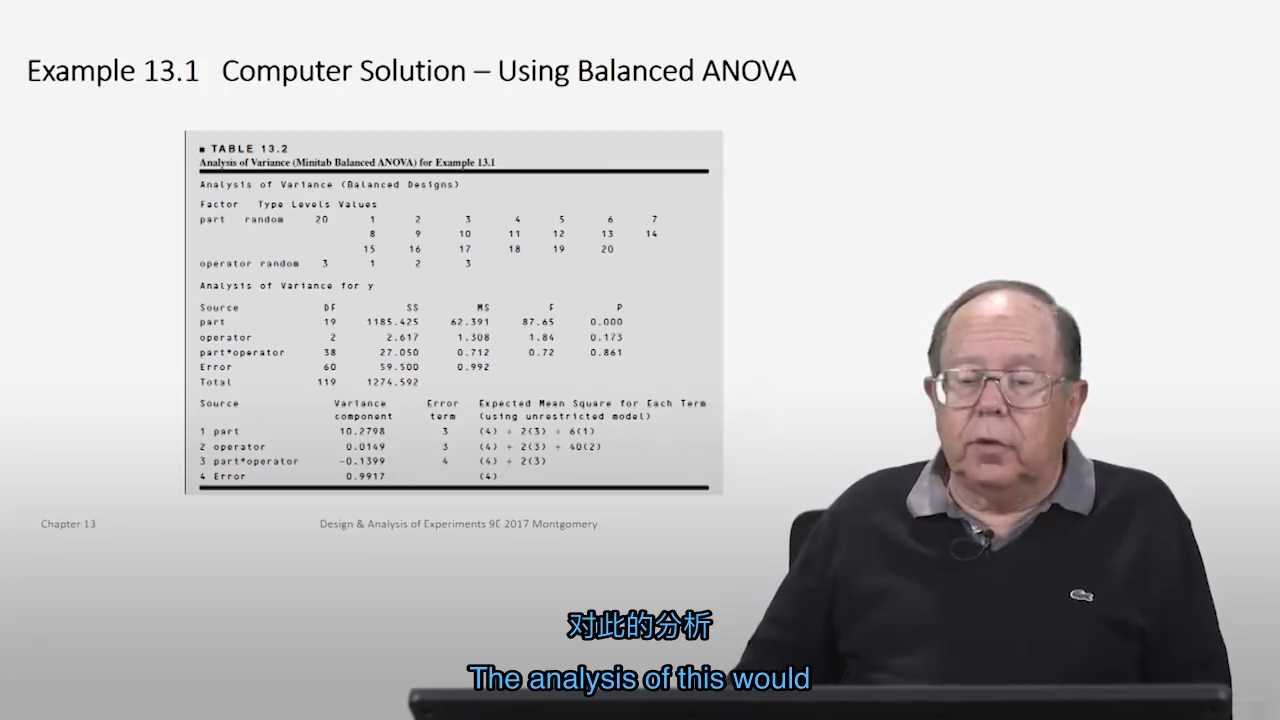 Example 13.1 Computer Solution – Using Balanced ANOVA
■ TABLE 13.2
Analysis of Variance (Minitab Balanced ANOVA) for Example 13.1
Analysis of Variance (Balanced Designs)
Factor Type Levels Values
part random 20 1 2 3 4 5 6 7
8 9 10 11 12 13 14
15 16 17 18 19 20
operator random 3 1 2 3
Analysis of Variance for y
Source DF SS MS F P
part 19 1185.425 62.391 87.65 0.000
operator 2 2.617 1.308 1.84 0.173
part*operator 38 27.050 0.712 0.72 0.861
Error 60 59.500 0.992
Total 119 1274.592
Source Variance Error Expected Mean Square for Each Term
component term (using unrestricted model)
1 part 10.2798 3 (4) + 2(3) + 6(1)
2 operator 0.0149 3 (4) + 2(3) + 40(2)
3 part*operator -0.1399 4 (4) + 2(3)
4 Error 0.9917 (4)
Chapter 13
Design & Analysis of Experiments 9E 2017 Montgomery
对此的分析
The analysis of this would